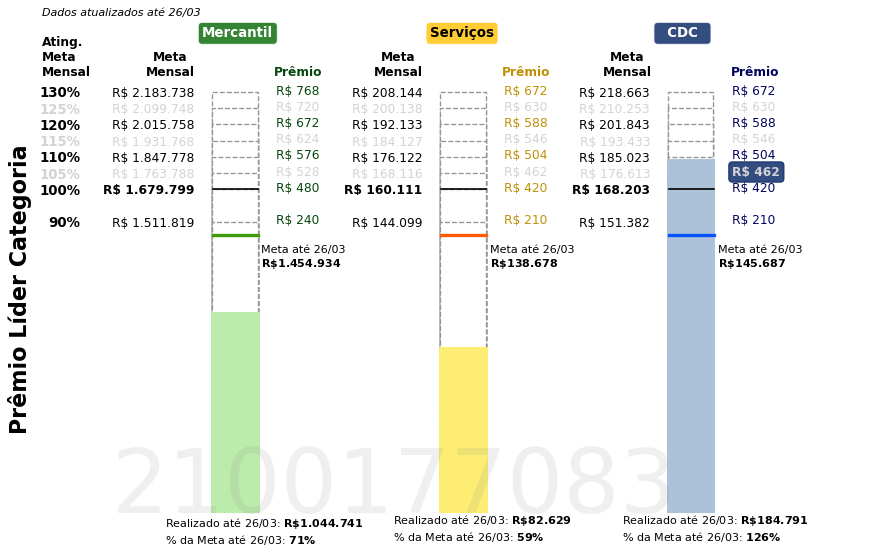 Dados atualizados até 26/03
Mercantil Serviços CDC
Ating. Meta Mensal Meta Mensal Prêmio Meta Mensal Prêmio Meta Mensal Prêmio
130% R$ 2.183.738 R$ 768 R$ 208.144 R$ 672 R$ 218.663 R$ 672
125% R$ 2.099.748 R$ 720 R$ 200.138 R$ 630 R$ 210.253 R$ 630
120% R$ 2.015.758 R$ 672 R$ 192.133 R$ 588 R$ 201.843 R$ 588
115% R$ 1.931.768 R$ 624 R$ 184.127 R$ 546 R$ 193.433 R$ 546
110% R$ 1.847.778 R$ 576 R$ 176.122 R$ 504 R$ 185.023 R$ 504
105% R$ 1.763.788 R$ 528 R$ 168.116 R$ 462 R$ 176.613 R$ 462
100% R$ 1.679.799 R$ 480 R$ 160.111 R$ 420 R$ 168.203 R$ 420
90% R$ 1.511.819 R$ 240 R$ 144.099 R$ 210 R$ 151.382 R$ 210
Meta até 26/03 Meta até 26/03 Meta até 26/03
R$1.454.934 R$138.678 R$145.687
Prêmio Líder Categoria
2100177083
Realizado até 26/03: R$1.044.741 Realizado até 26/03: R$82.629 Realizado até 26/03: R$184.791
% da Meta até 26/03: 71% % da Meta até 26/03: 59% % da Meta até 26/03: 126%